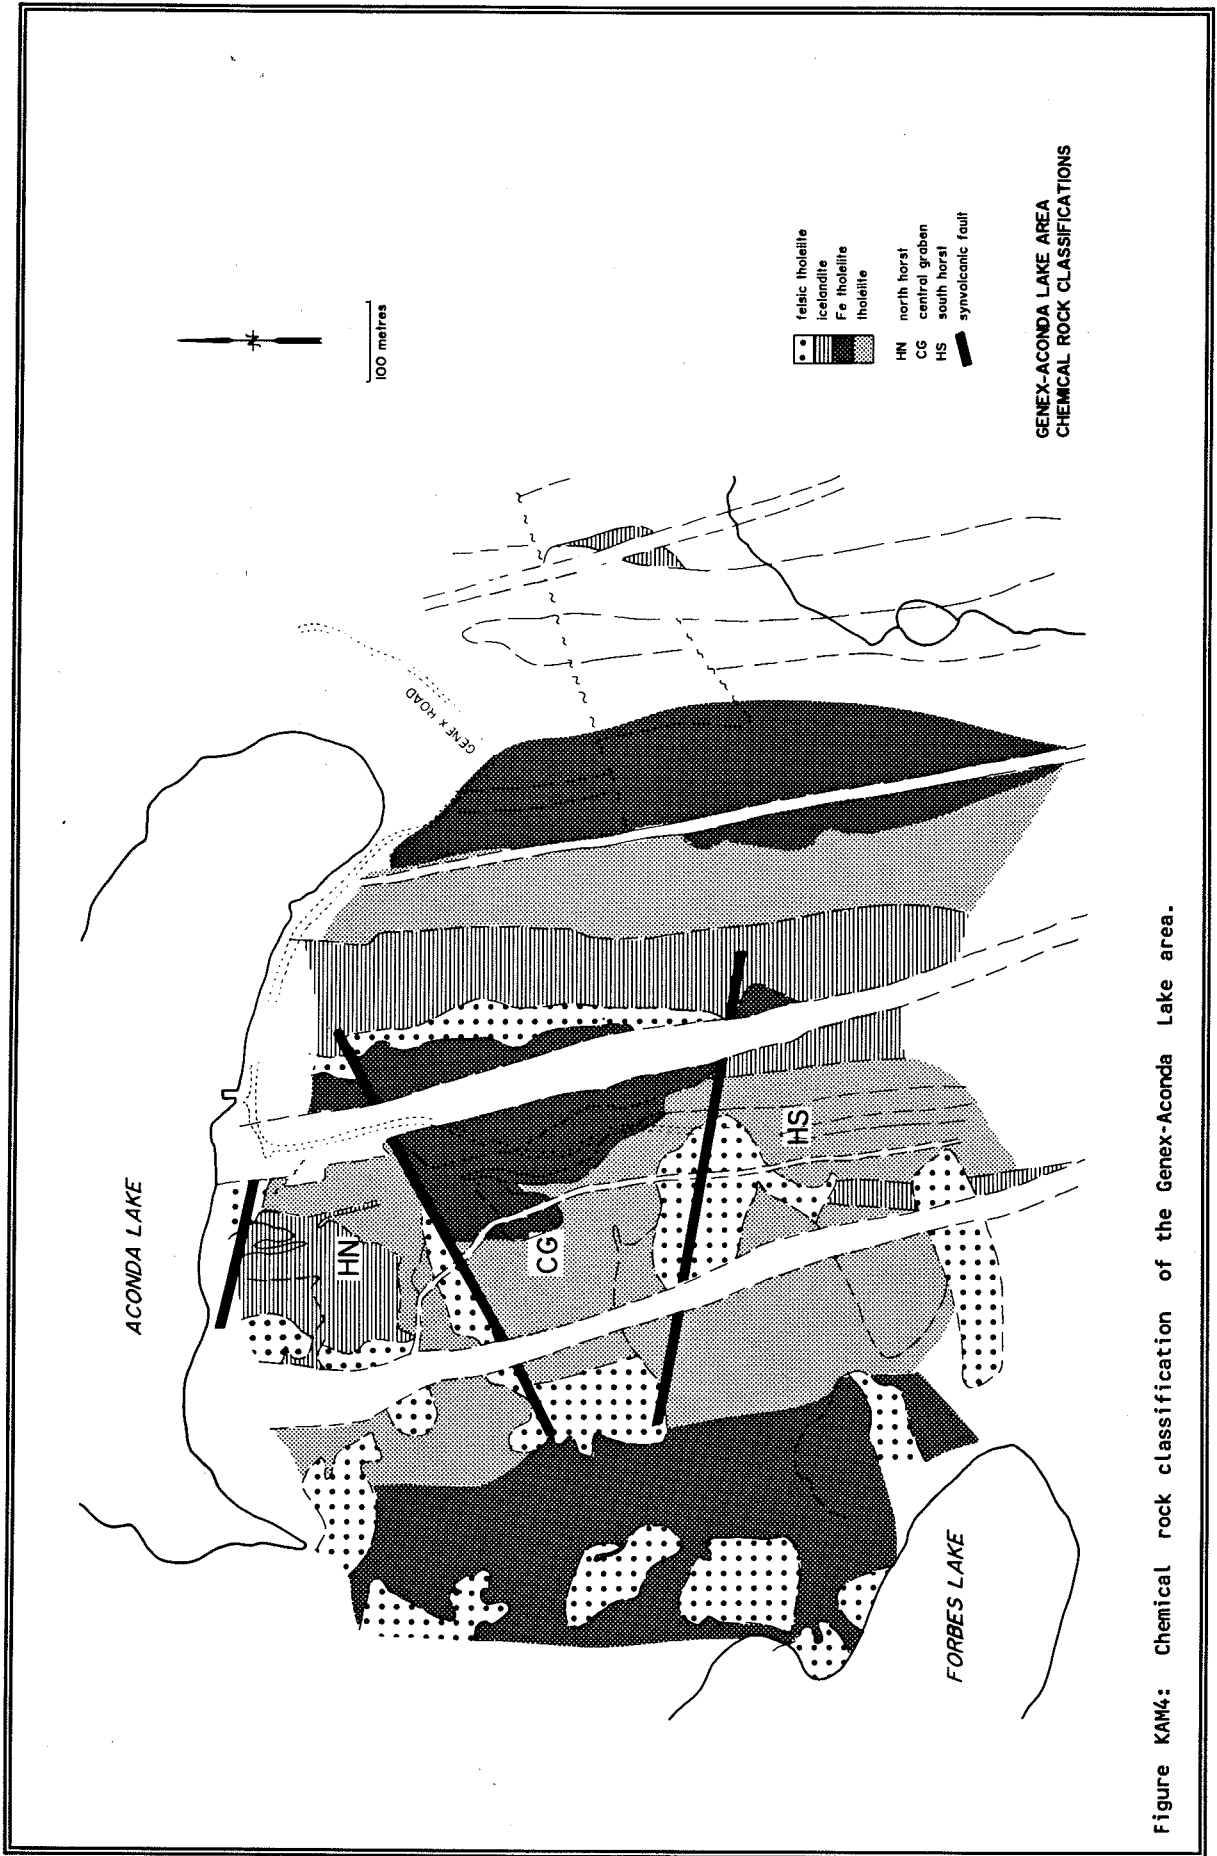 ACONDA LAKE
GENEX ROAD
N
100 metres
HN
CG
HS
FORBES LAKE
felsic tholeiite
icelandite
Fe tholeiite
tholeiite
HN north horst
CG central graben
HS south horst
synvolcanic fault
GENEX-ACONDA LAKE AREA
CHEMICAL ROCK CLASSIFICATIONS
Figure KAM4: Chemical rock classification of the Genex-Aconda Lake area.